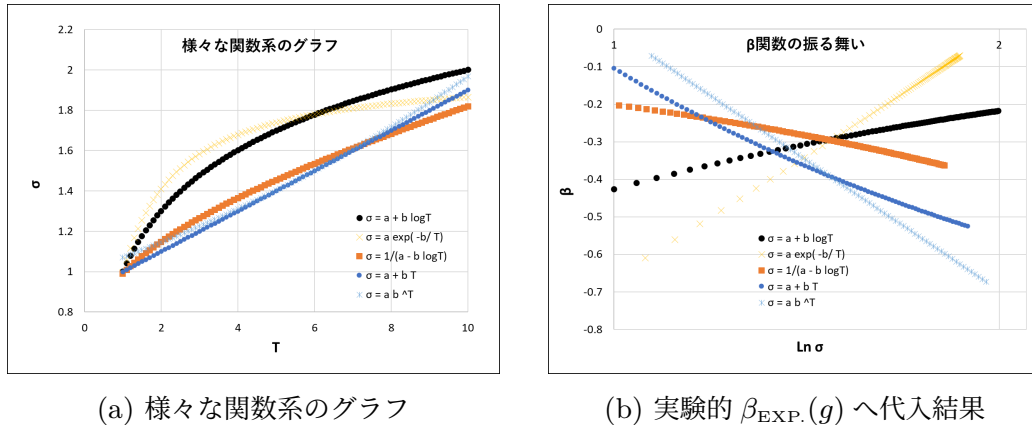 様々な関数系のグラフ
2.2
2
1.8
1.6
1.4
1.2
1
0.8
σ
0
2
4
6
8
10
T
σ = a + b logT
σ = a exp( -b/ T)
σ = 1/(a - b logT)
σ = a + b T
σ = a b ^T
(a) 様々な関数系のグラフ
β関数の振る舞い
1
2
0
-0.1
-0.2
-0.3
-0.4
-0.5
-0.6
-0.7
-0.8
β
Ln σ
σ = a + b logT
σ = a exp( -b/ T)
σ = 1/(a - b logT)
σ = a + b T
σ = a b ^T
(b) 実験的 β_EXP.(g) へ代入結果